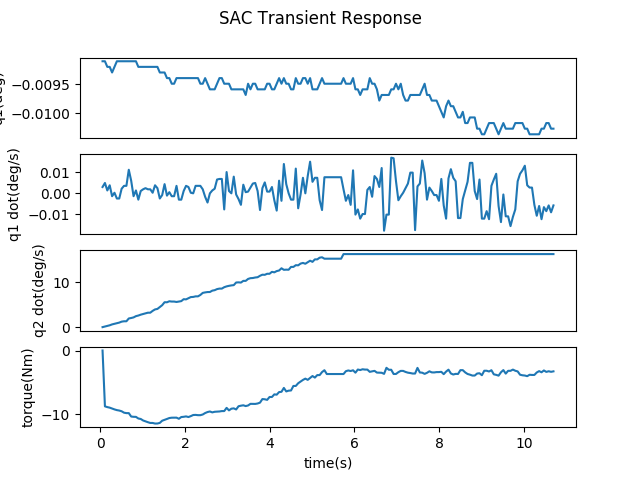 SAC Transient Response
q1(deg)
−0.0095
−0.0100
q1 dot(deg/s)
0.01
0.00
−0.01
q2 dot(deg/s)
10
0
torque(Nm)
0
−10
0 2 4 6 8 10
time(s)